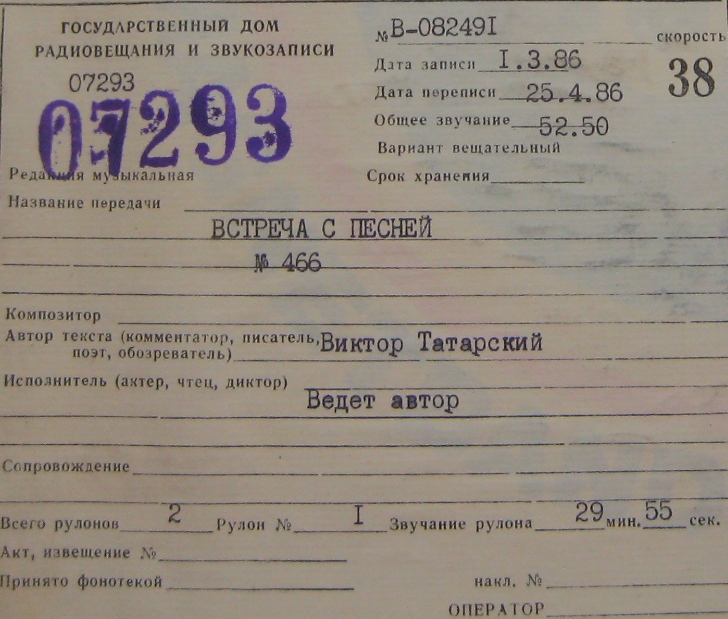 ГОСУДАРСТВЕННЫЙ ДОМ
РАДИОВЕЩАНИЯ И ЗВУКОЗАПИСИ
07293
07293
Редакция музыкальная
№ В-08249I
скорость
38
Дата записи I.3.86
Дата переписи 25.4.86
Общее звучание 52.50
Вариант вещательный
Срок хранения
Название передачи
ВСТРЕЧА С ПЕСНЕЙ
№ 466
Композитор
Автор текста (комментатор, писатель, Виктор Татарский
поэт, обозреватель)
Исполнитель (актер, чтец, диктор)
Ведет автор
Сопровождение
Всего рулонов 2 Рулон № I Звучание рулона 29 мин. 55 сек.
Акт, извещение №
Принято фонотекой накл. №
ОПЕРАТОР